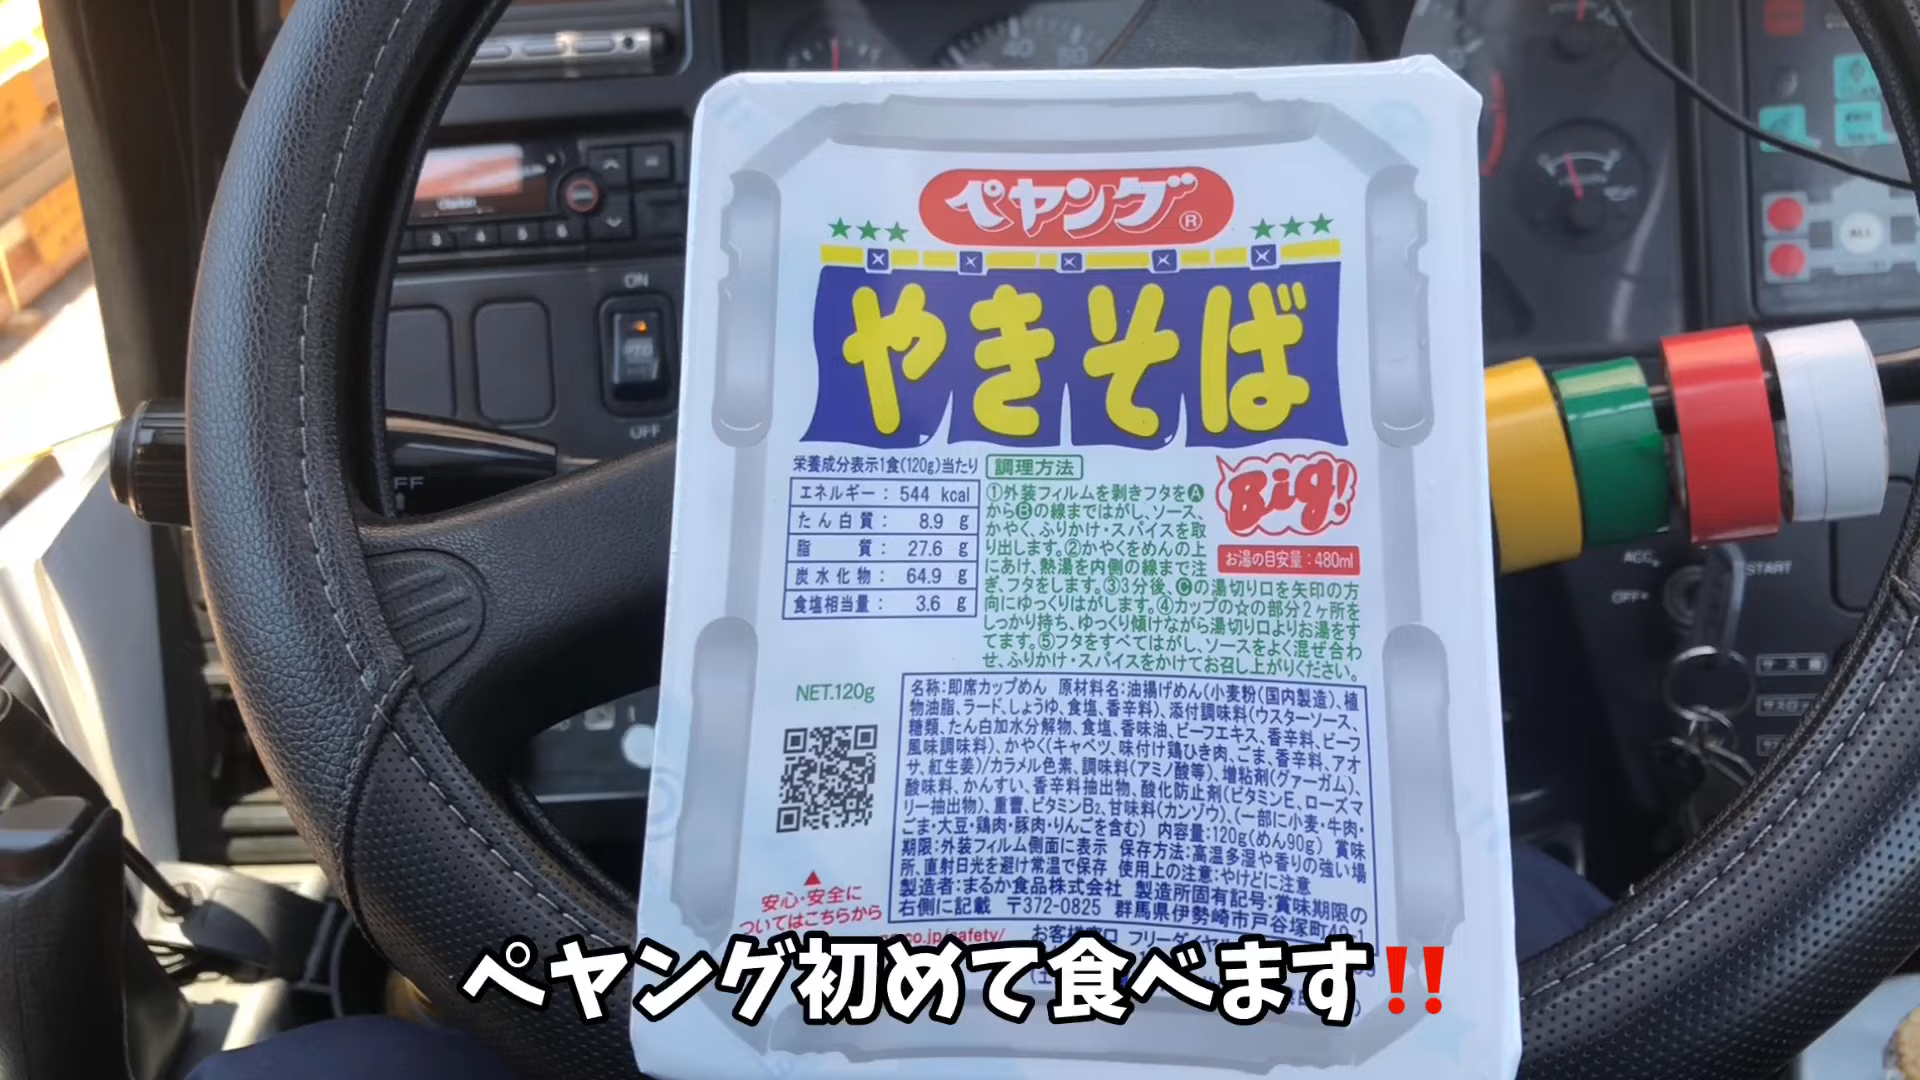 ペヤング®
やきそば
Big!
お湯の目安量:480ml
栄養成分表示1食(120g)当たり
エネルギー: 544 kcal
たん白質: 8.9 g
脂質: 27.6 g
炭水化物: 64.9 g
食塩相当量: 3.6 g
調理方法
①外装フィルムを剥きフタをA
からBの線まではがし、ソース、
かやく、ふりかけ・スパイスを取
り出します。②かやくをめんの上
にあけ、熱湯を内側の線まで注
ぎ、フタをします。③3分後、Cの湯切り口を矢印の方
向にゆっくりはがします。④カップの☆の部分2ヶ所を
しっかり持ち、ゆっくり傾けながら湯切り口よりお湯をす
てます。⑤フタをすべてはがし、ソースをよく混ぜ合わ
せ、ふりかけ・スパイスをかけてお召し上がりください。
NET.120g
名称:即席カップめん 原材料名:油揚げめん(小麦粉(国内製造)、植
物油脂、ラード、しょうゆ、食塩、香辛料)、添付調味料(ウスターソース、
糖類、たん白加水分解物、食塩、香味油、ビーフエキス、香辛料、ビーフ
風味調味料)、かやく(キャベツ、味付け鶏ひき肉、ごま、香辛料、アオ
サ、紅生姜)/カラメル色素、調味料(アミノ酸等)、増粘剤(グァーガム)、
酸味料、かんすい、香辛料抽出物、酸化防止剤(ビタミンE、ローズマ
リー抽出物)、重曹、ビタミンB₂、甘味料(カンゾウ)、(一部に小麦・牛肉・
ごま・大豆・鶏肉・豚肉・りんごを含む) 内容量:120g(めん90g) 賞味
期限:外装フィルム側面に表示 保存方法:高温多湿や香りの強い場
所、直射日光を避け常温で保存 使用上の注意:やけどに注意
製造者:まるか食品株式会社 製造所固有記号:賞味期限の
右側に記載 〒372-0825 群馬県伊勢崎市戸谷塚町49-1
安心・安全に
ついてはこちらから
.co.jp/safety/
ペヤング初めて食べます‼
Clarion
3 4 5 6
ON
OFF
OFF
ACC
OFF
START
40
60